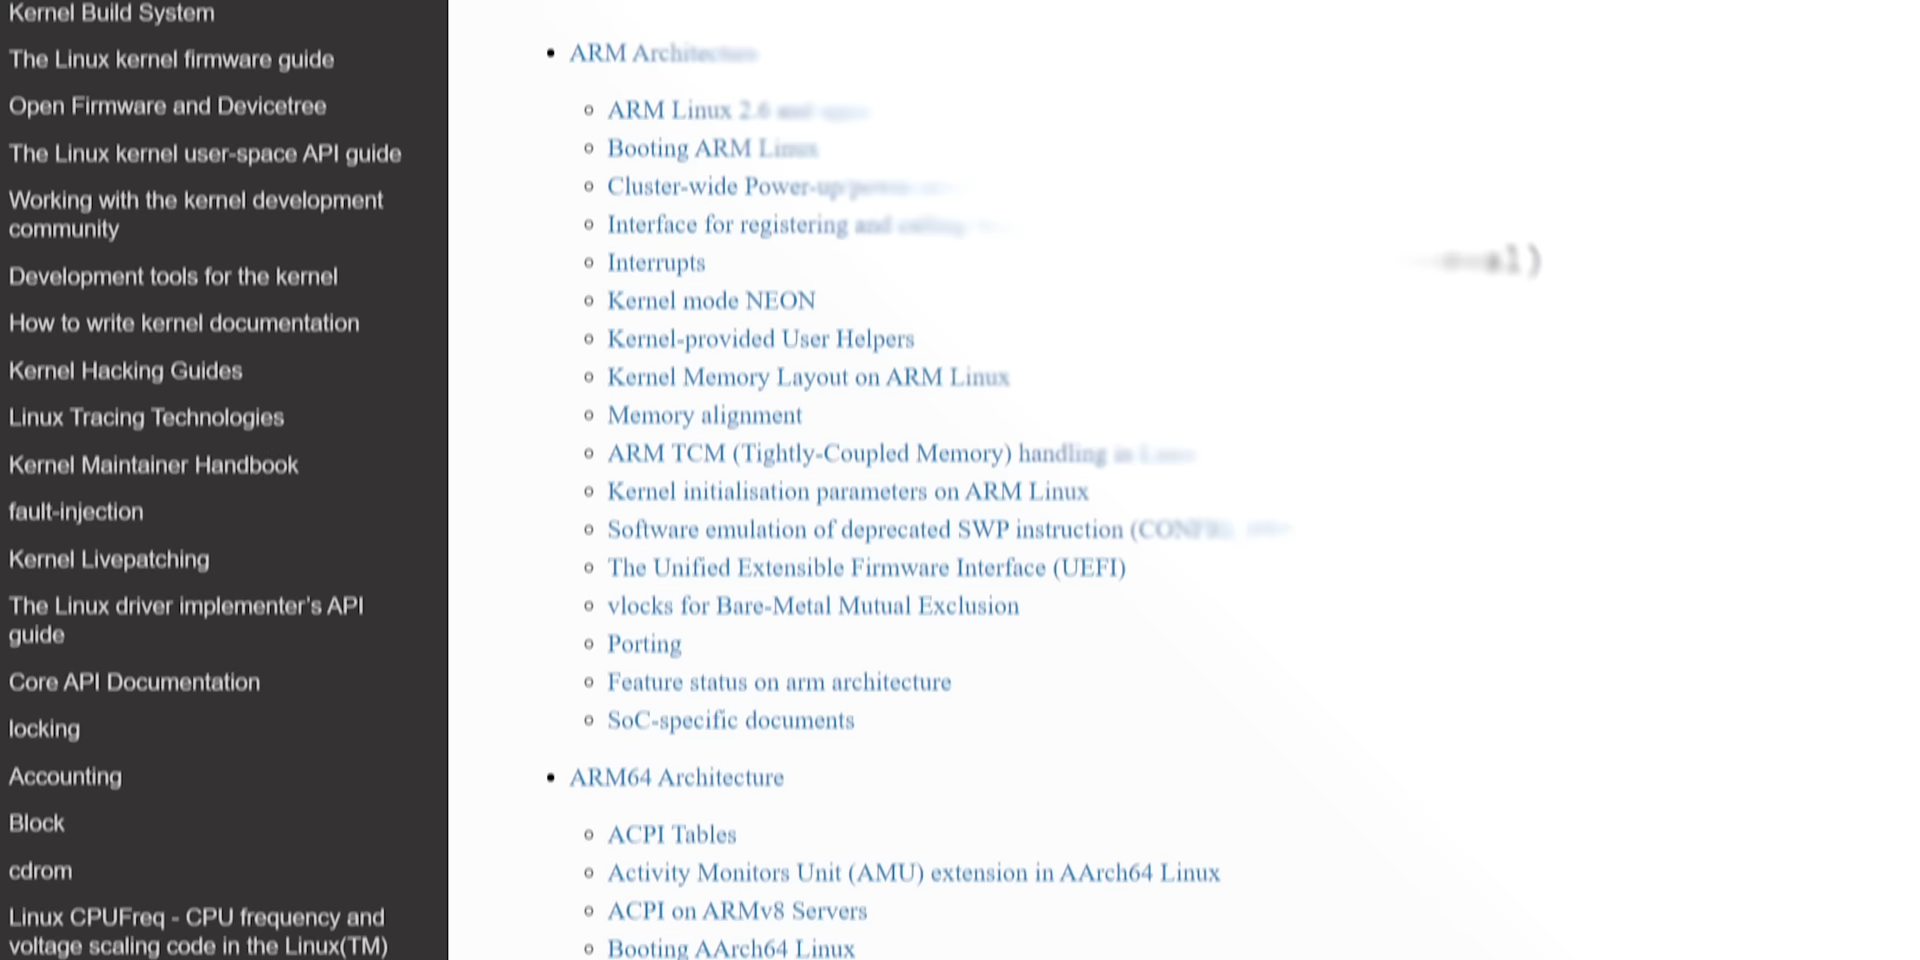 Kernel Build System
The Linux kernel firmware guide
Open Firmware and Devicetree
The Linux kernel user-space API guide
Working with the kernel development
community
Development tools for the kernel
How to write kernel documentation
Kernel Hacking Guides
Linux Tracing Technologies
Kernel Maintainer Handbook
fault-injection
Kernel Livepatching
The Linux driver implementer's API
guide
Core API Documentation
locking
Accounting
Block
cdrom
Linux CPUFreq - CPU frequency and
voltage scaling code in the Linux(TM)
ARM Architecture
ARM Linux 2.6
Booting ARM Linux
Cluster-wide Power-up
Interface for registering and
Interrupts
Kernel mode NEON
Kernel-provided User Helpers
Kernel Memory Layout on ARM Linux
Memory alignment
ARM TCM (Tightly-Coupled Memory) handling
Kernel initialisation parameters on ARM Linux
Software emulation of deprecated SWP instruction
The Unified Extensible Firmware Interface (UEFI)
vlocks for Bare-Metal Mutual Exclusion
Porting
Feature status on arm architecture
SoC-specific documents
ARM64 Architecture
ACPI Tables
Activity Monitors Unit (AMU) extension in AArch64 Linux
ACPI on ARMv8 Servers
Booting AArch64 Linux